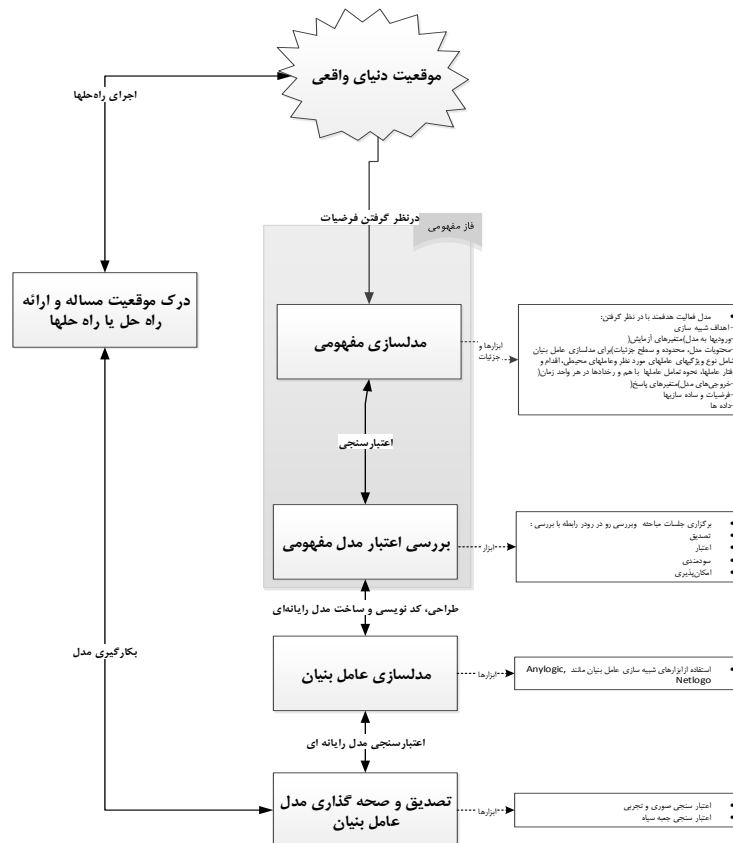 موقعیت دنیای واقعی
اجرای راه‌حلها
درنظر گرفتن فرضیات
فاز مفهومی
درک موقعیت مساله و ارائه
راه حل یا راه حلها
مدلسازی مفهومی
ابزارها و
جزئیات
• مدل فعالیت هدفمند با در نظر گرفتن:
-اهداف شبیه سازی
-ورودیها به مدل)متغیرهای آزمایش(
-محتویات مدل، محدوده و سطح جزئیات)برای مدلسازی عامل بنیان
شامل نوع ویژگیهای عاملهای مورد نظر وعاملهای محیطی، اقدام و
فتار عاملها، نحوه تمامل عاملها با هم و رخدادها در هر واحد زمان(
-خروجی‌های مدل)متغیرهای پاسخ(
-فرضیات و ساده سازیها
-داده ها
اعتبارسنجی
بررسی اعتبار مدل مفهومی
ابزار
• برگزاری جلسات مباحثه وبررسی رو در رودر رابطه با بررسی :
• تصدیق
• اعتبار
• سودمندی
• امکان‌پذیری
طراحی، کد نویسی و ساخت مدل رایانه‌ای
بکارگیری مدل
مدلسازی عامل بنیان
ابزارها
• استفاده ازابزارهای شبیه سازی عامل بنیان مانند Anylogic,
Netlogo
اعتبارسنجی مدل رایانه ای
تصدیق و صحه گذاری مدل
عامل بنیان
ابزارها
• اعتبار سنجی صوری و تجربی
• اعتبار سنجی جعبه سیاه